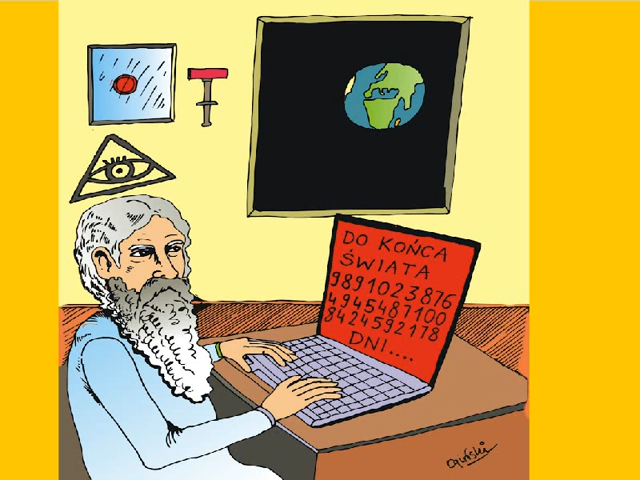 DO KOŃCA
ŚWIATA
9891023876
4945487100
8424592178
DNI....